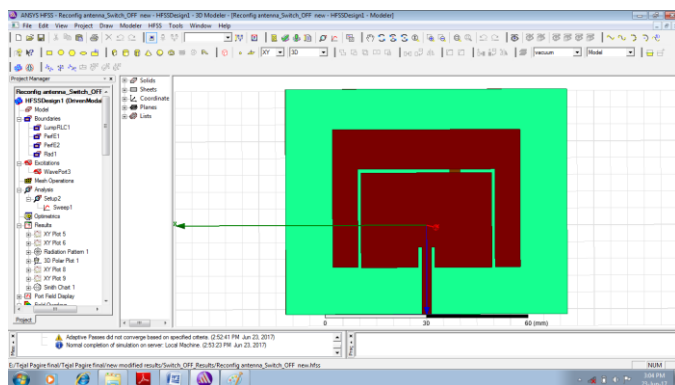 ANSYS HFSS - Reconfig antenna_Switch_OFF new - HFSSDesign1 - 3D Modeler - [Reconfig antenna_Switch_OFF new - HFSSDesign1 - Modeler]
File Edit View Project Draw Modeler HFSS Tools Window Help
XY 3D vacuum Model
Project Manager
Reconfig antenna_Switch_OFF
HFSSDesign1 (DrivenModal
Model
Boundaries
LumpRLC1
PerfE1
PerfE2
Rad1
Excitations
WavePort3
Mesh Operations
Analysis
Setup2
Sweep1
Optimetrics
Results
XY Plot 5
XY Plot 6
Radiation Pattern 1
3D Polar Plot 1
XY Plot 8
XY Plot 9
Smith Chart 1
Port Field Display
Project
Solids
Sheets
Coordinate
Planes
Lists
0 30 60 (mm)
Adaptive Passes did not converge based on specified criteria. (2:52:41 PM Jun 23, 2017)
Normal completion of simulation on server: Local Machine. (2:53:23 PM Jun 23, 2017)
E:/Tejal Pagire final/Tejal Pagire final/new modified results/Switch_OFF_Results/Reconfig antenna_Switch_OFF new.hfss
NUM
3:04 PM